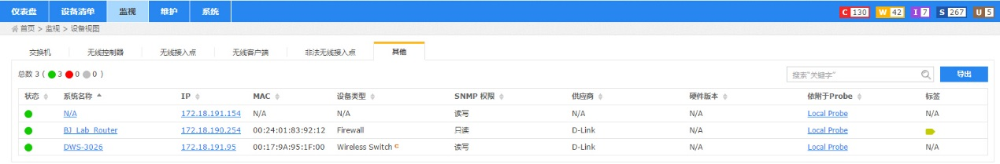 仪表盘 设备清单 监视 维护 系统 C 130 W 42 I 7 S 267 U 5
首页 > 监视 > 设备视图
交换机 无线控制器 无线接入点 无线客户端 非法无线接入点 其他
总数 3 ( 3 0 0 ) 搜索"关键字" 导出
状态 系统名称 IP MAC 设备类型 SNMP 权限 供应商 硬件版本 依附于Probe 标签
N/A 172.18.191.154 N/A N/A 读写 N/A N/A Local Probe N/A
BJ_Lab_Router 172.18.190.254 00:24:01:83:92:12 Firewall 只读 D-Link N/A Local Probe
DWS-3026 172.18.191.95 00:17:9A:95:1F:00 Wireless Switch C 读写 D-Link N/A Local Probe N/A